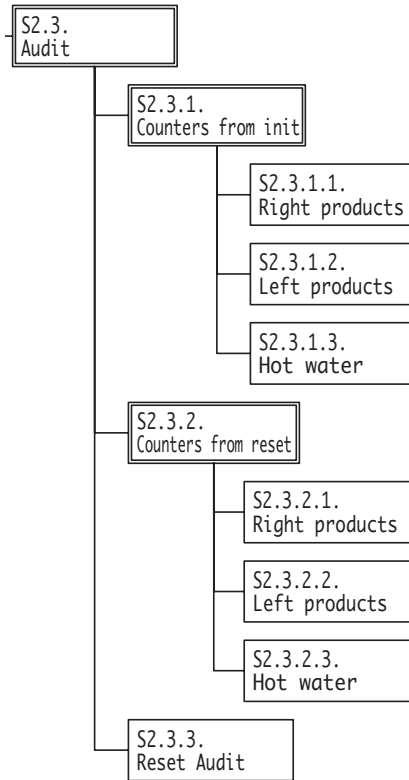 S2.3.
Audit
S2.3.1.
Counters from init
S2.3.1.1.
Right products
S2.3.1.2.
Left products
S2.3.1.3.
Hot water
S2.3.2.
Counters from reset
S2.3.2.1.
Right products
S2.3.2.2.
Left products
S2.3.2.3.
Hot water
S2.3.3.
Reset Audit